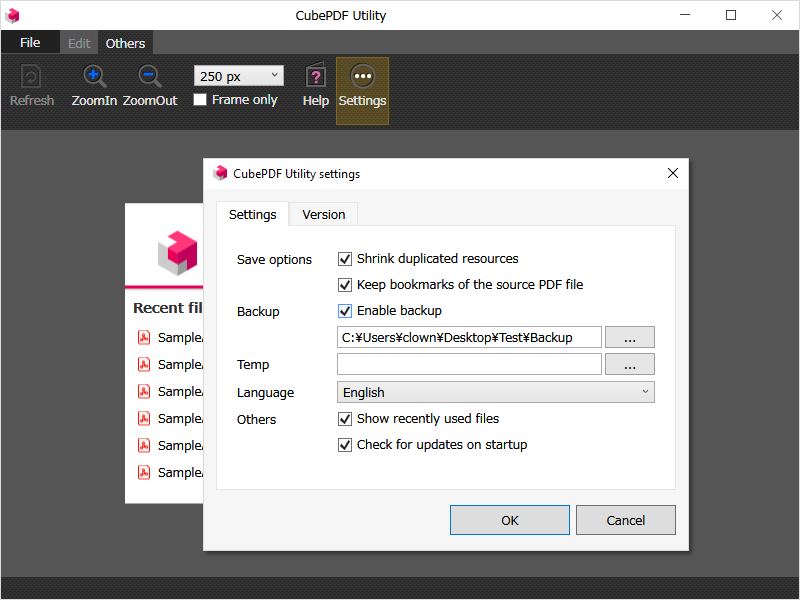 CubePDF Utility
File Edit Others
Refresh ZoomIn ZoomOut 250 px Frame only Help Settings
CubePDF Utility settings
Settings Version
Save options Shrink duplicated resources
Keep bookmarks of the source PDF file
Backup Enable backup
C:¥Users¥clown¥Desktop¥Test¥Backup ...
Temp ...
Language English
Others Show recently used files
Check for updates on startup
OK Cancel
Recent fil
Sample
Sample
Sample
Sample
Sample
Sample